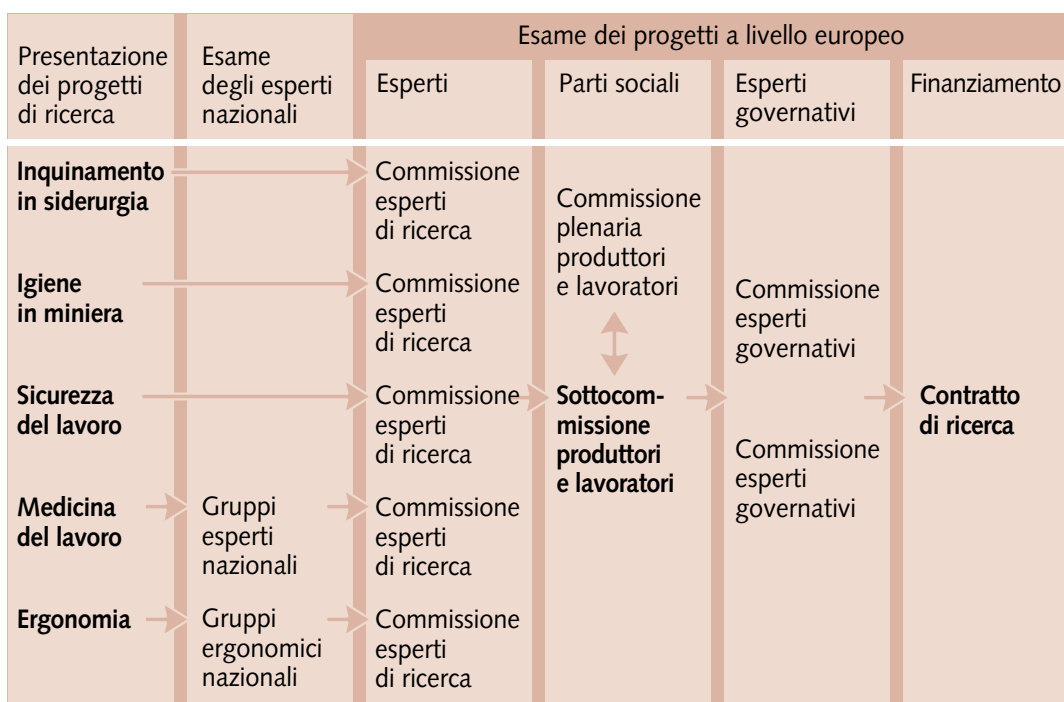 Presentazione
dei progetti
di ricerca
Esame
degli esperti
nazionali
Esame dei progetti a livello europeo
Esperti
Parti sociali
Esperti
governativi
Finanziamento
Inquinamento
in siderurgia
Commissione
esperti
di ricerca
Igiene
in miniera
Commissione
esperti
di ricerca
Sicurezza
del lavoro
Commissione
esperti
di ricerca
Medicina
del lavoro
Gruppi
esperti
nazionali
Commissione
esperti
di ricerca
Ergonomia
Gruppi
ergonomici
nazionali
Commissione
esperti
di ricerca
Commissione
plenaria
produttori
e lavoratori
Sottocom-
missione
produttori
e lavoratori
Commissione
esperti
governativi
Commissione
esperti
governativi
Contratto
di ricerca